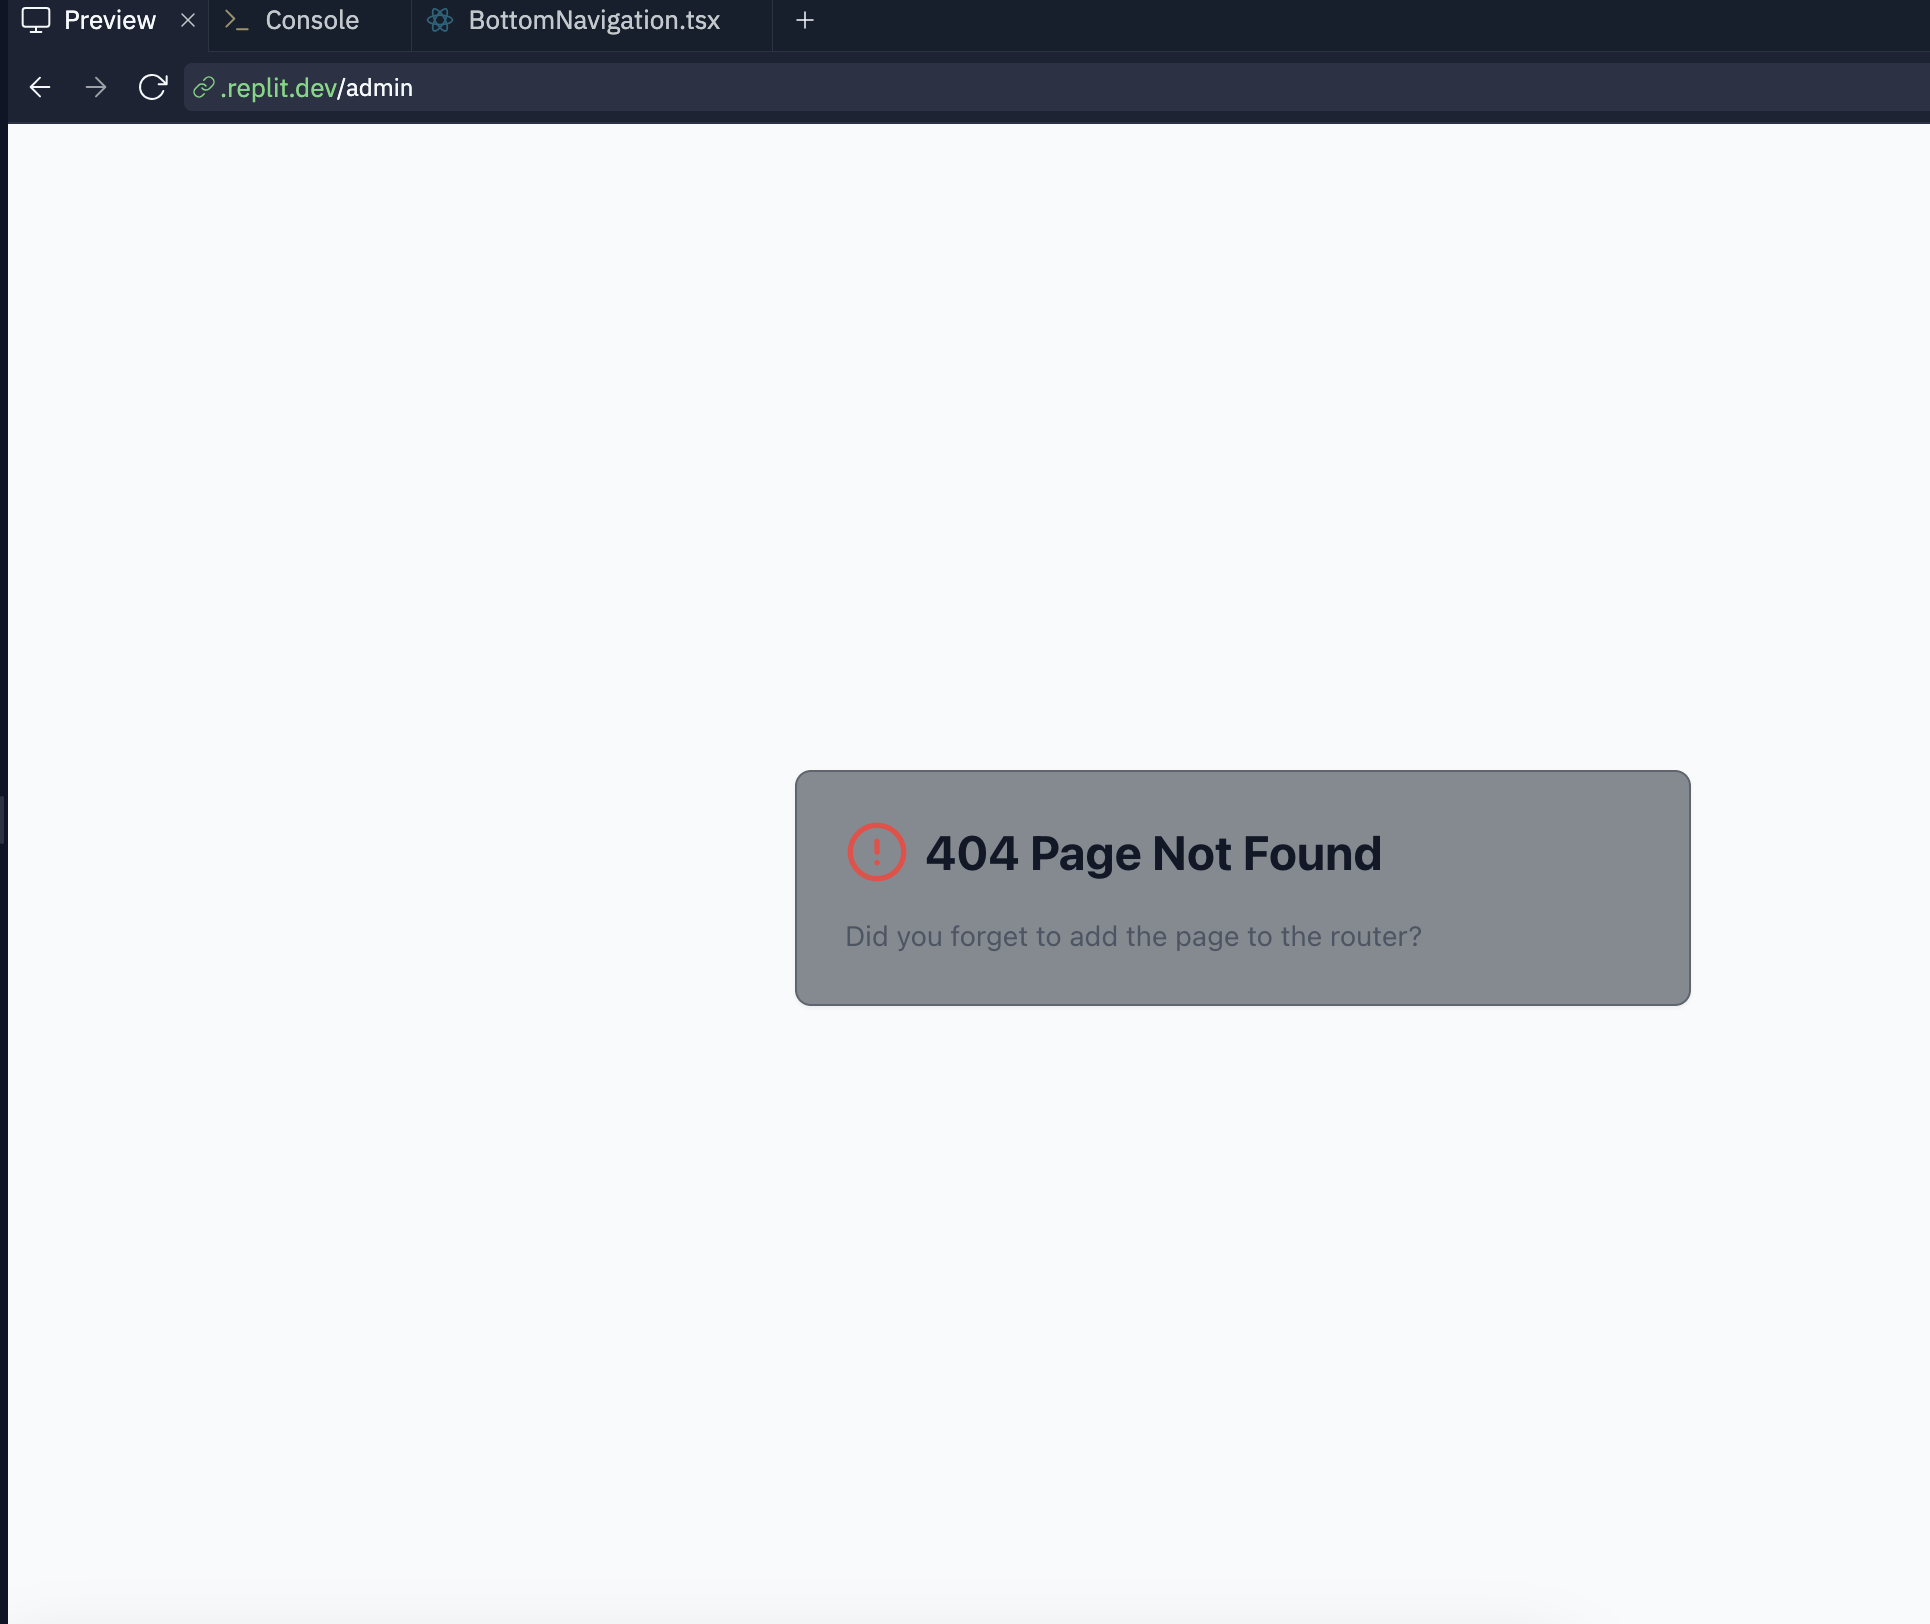 Preview
Console
BottomNavigation.tsx
.replit.dev/admin
404 Page Not Found
Did you forget to add the page to the router?